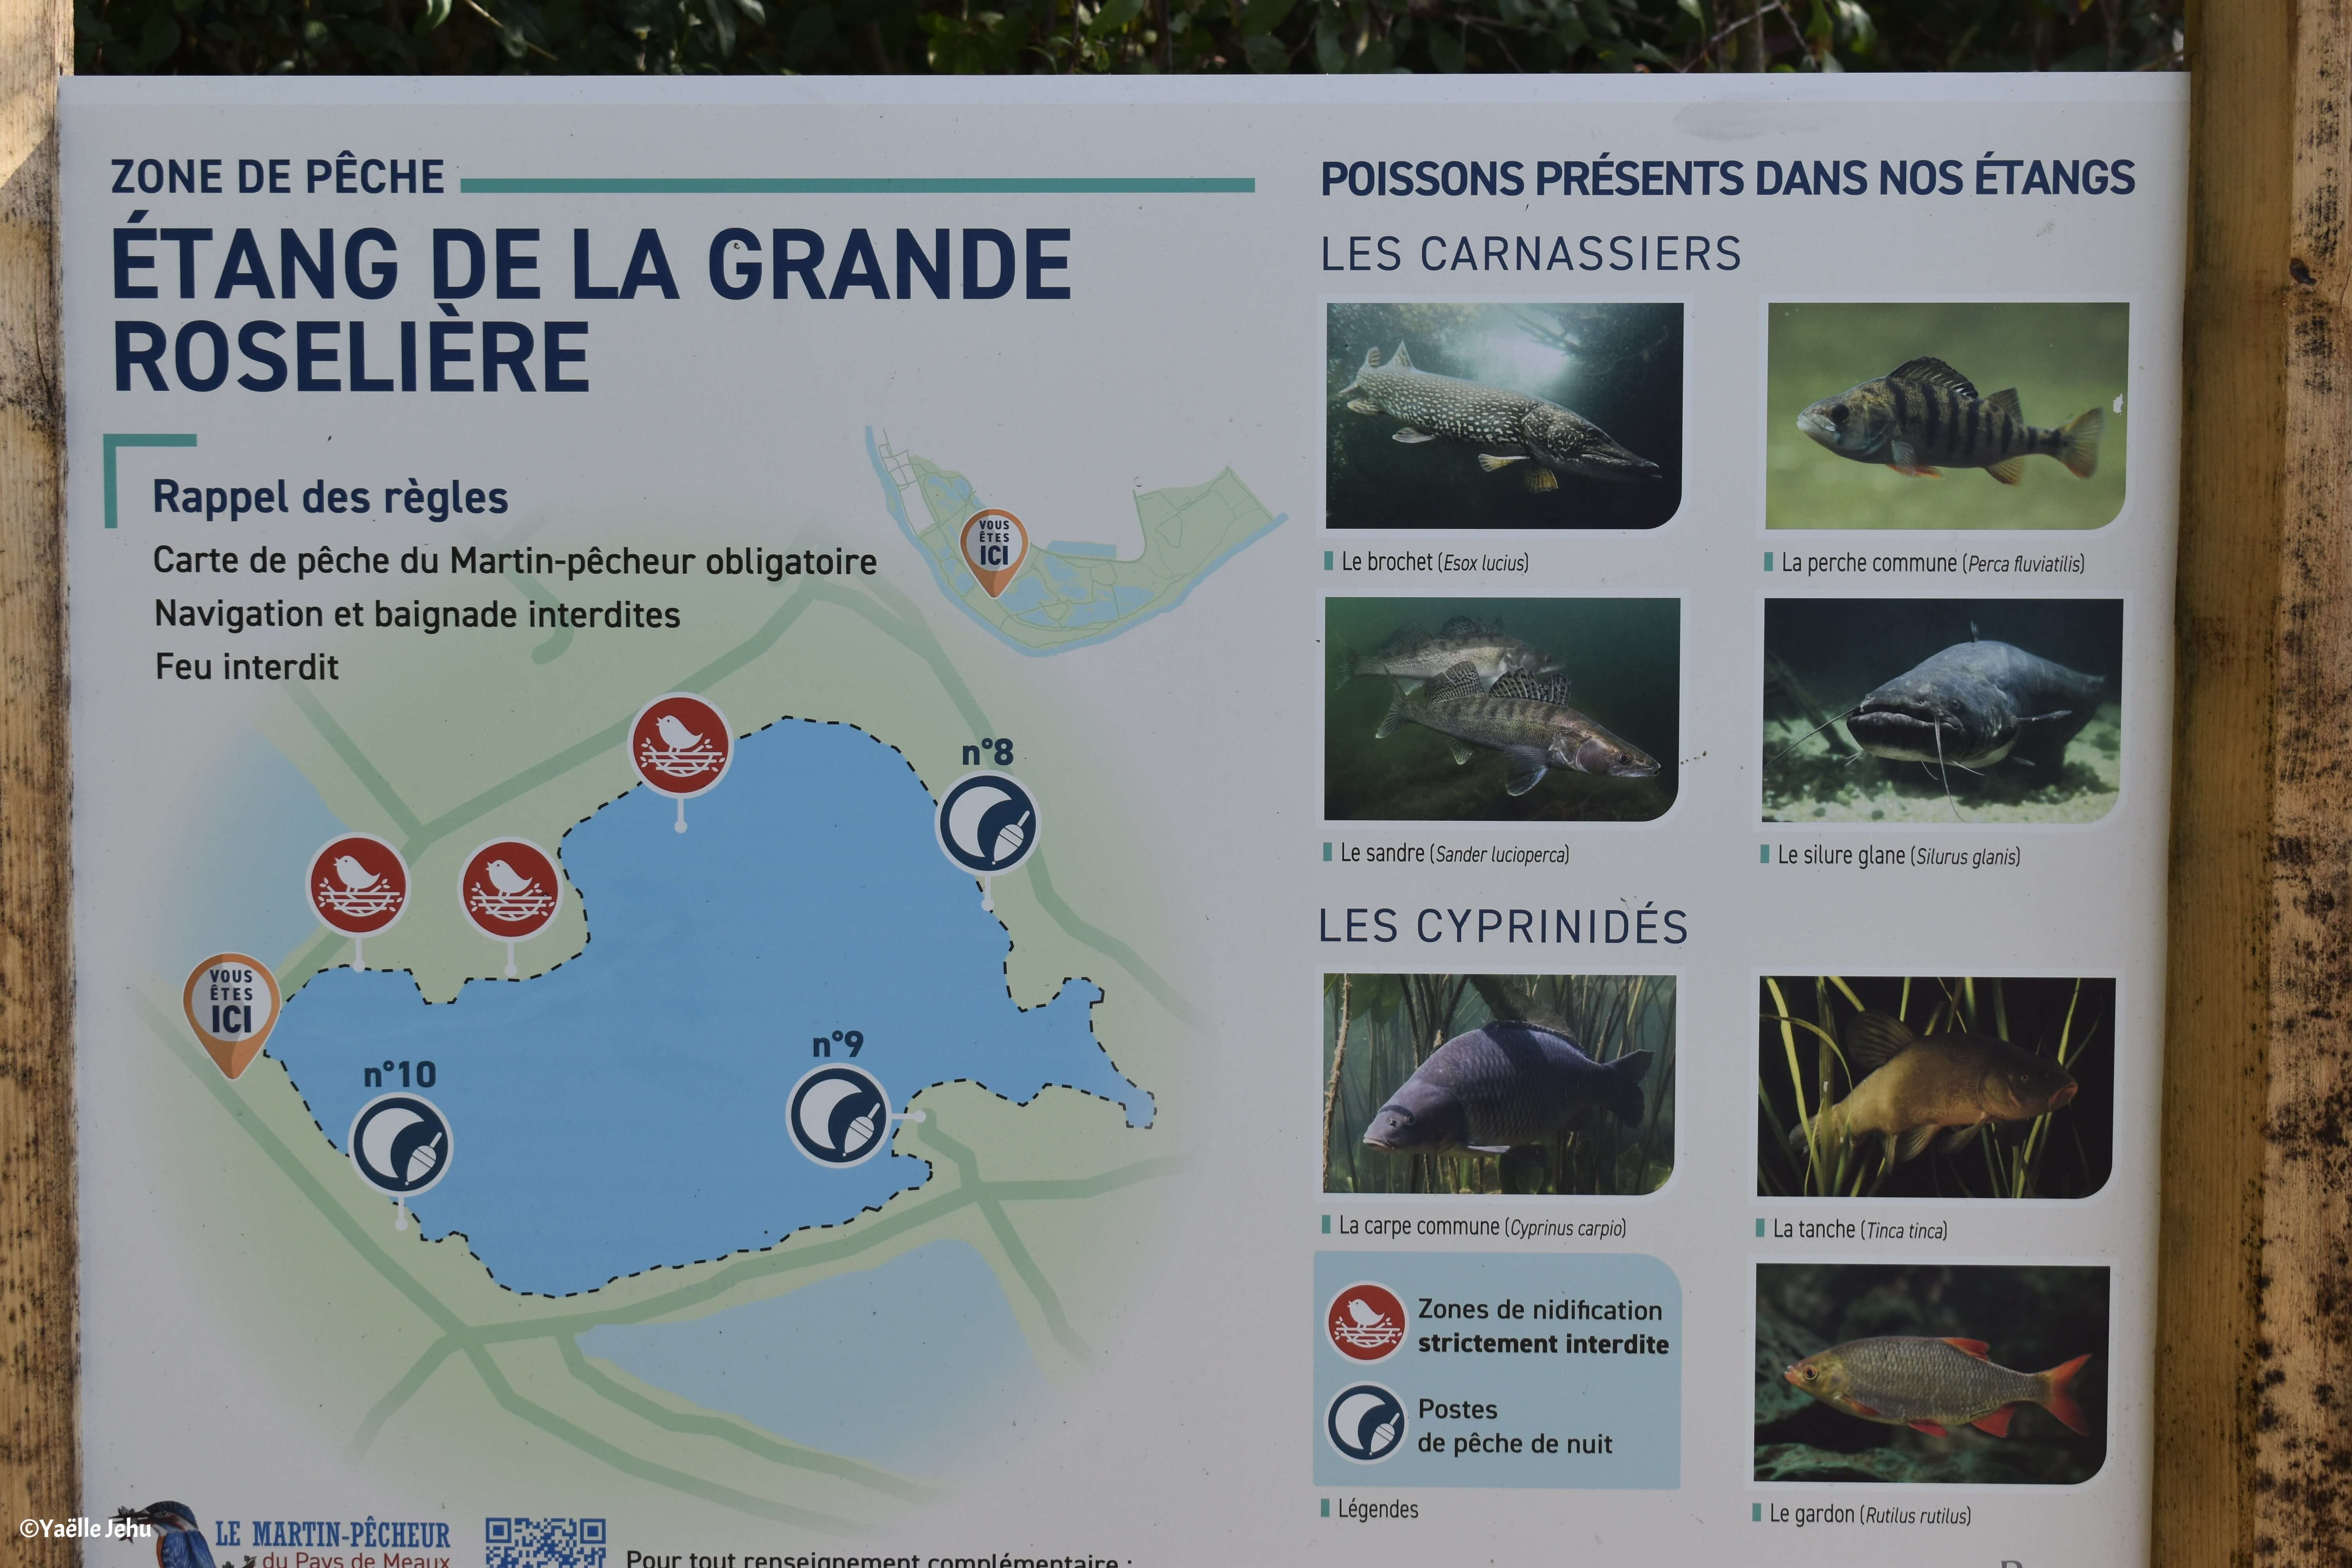 ZONE DE PÊCHE
ÉTANG DE LA GRANDE
ROSELIÈRE
Rappel des règles
Carte de pêche du Martin-pêcheur obligatoire
Navigation et baignade interdites
Feu interdit
VOUS
ÊTES
ICI
n°8
VOUS
ÊTES
ICI
n°9
n°10
LE MARTIN-PÊCHEUR
du Pays de Meaux
Pour tout renseignement complémentaire :
POISSONS PRÉSENTS DANS NOS ÉTANGS
LES CARNASSIERS
Le brochet (Esox lucius)
La perche commune (Perca fluviatilis)
Le sandre (Sander lucioperca)
Le silure glane (Silurus glanis)
LES CYPRINIDÉS
La carpe commune (Cyprinus carpio)
La tanche (Tinca tinca)
Zones de nidification
strictement interdite
Postes
de pêche de nuit
Légendes
Le gardon (Rutilus rutilus)
©Yaëlle Jehu